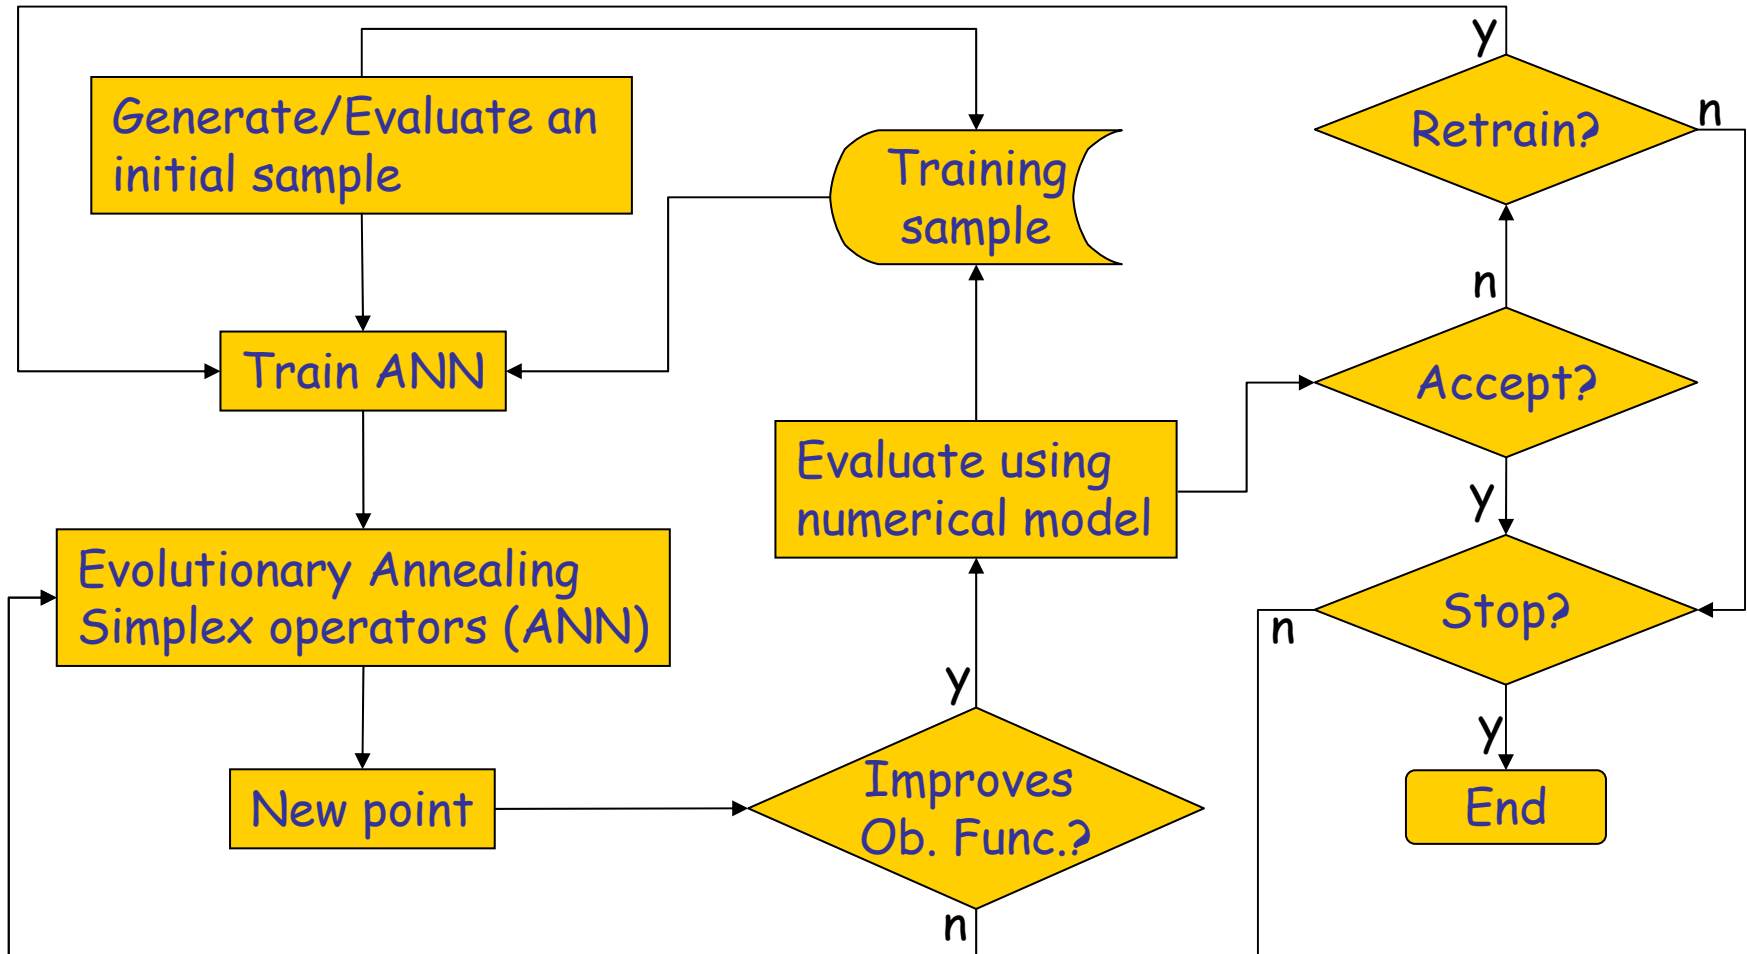 Generate/Evaluate an
initial sample
Training
sample
y
Retrain?
n
Train ANN
n
Accept?
y
Evaluate using
numerical model
Evolutionary Annealing
Simplex operators (ANN)
Stop?
n
y
New point
y
Improves
Ob. Func.?
n
End